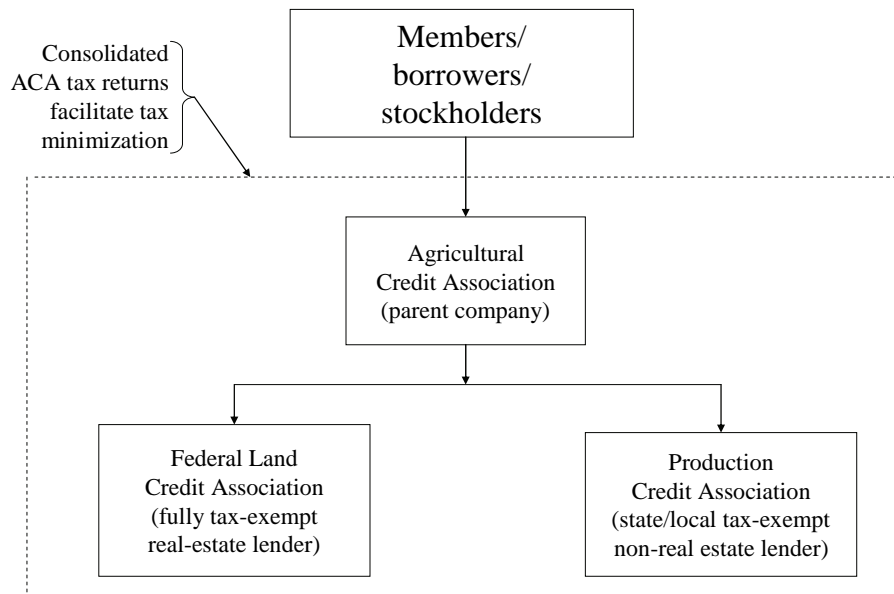 Consolidated
ACA tax returns
facilitate tax
minimization
Members/
borrowers/
stockholders
Agricultural
Credit Association
(parent company)
Federal Land
Credit Association
(fully tax-exempt
real-estate lender)
Production
Credit Association
(state/local tax-exempt
non-real estate lender)